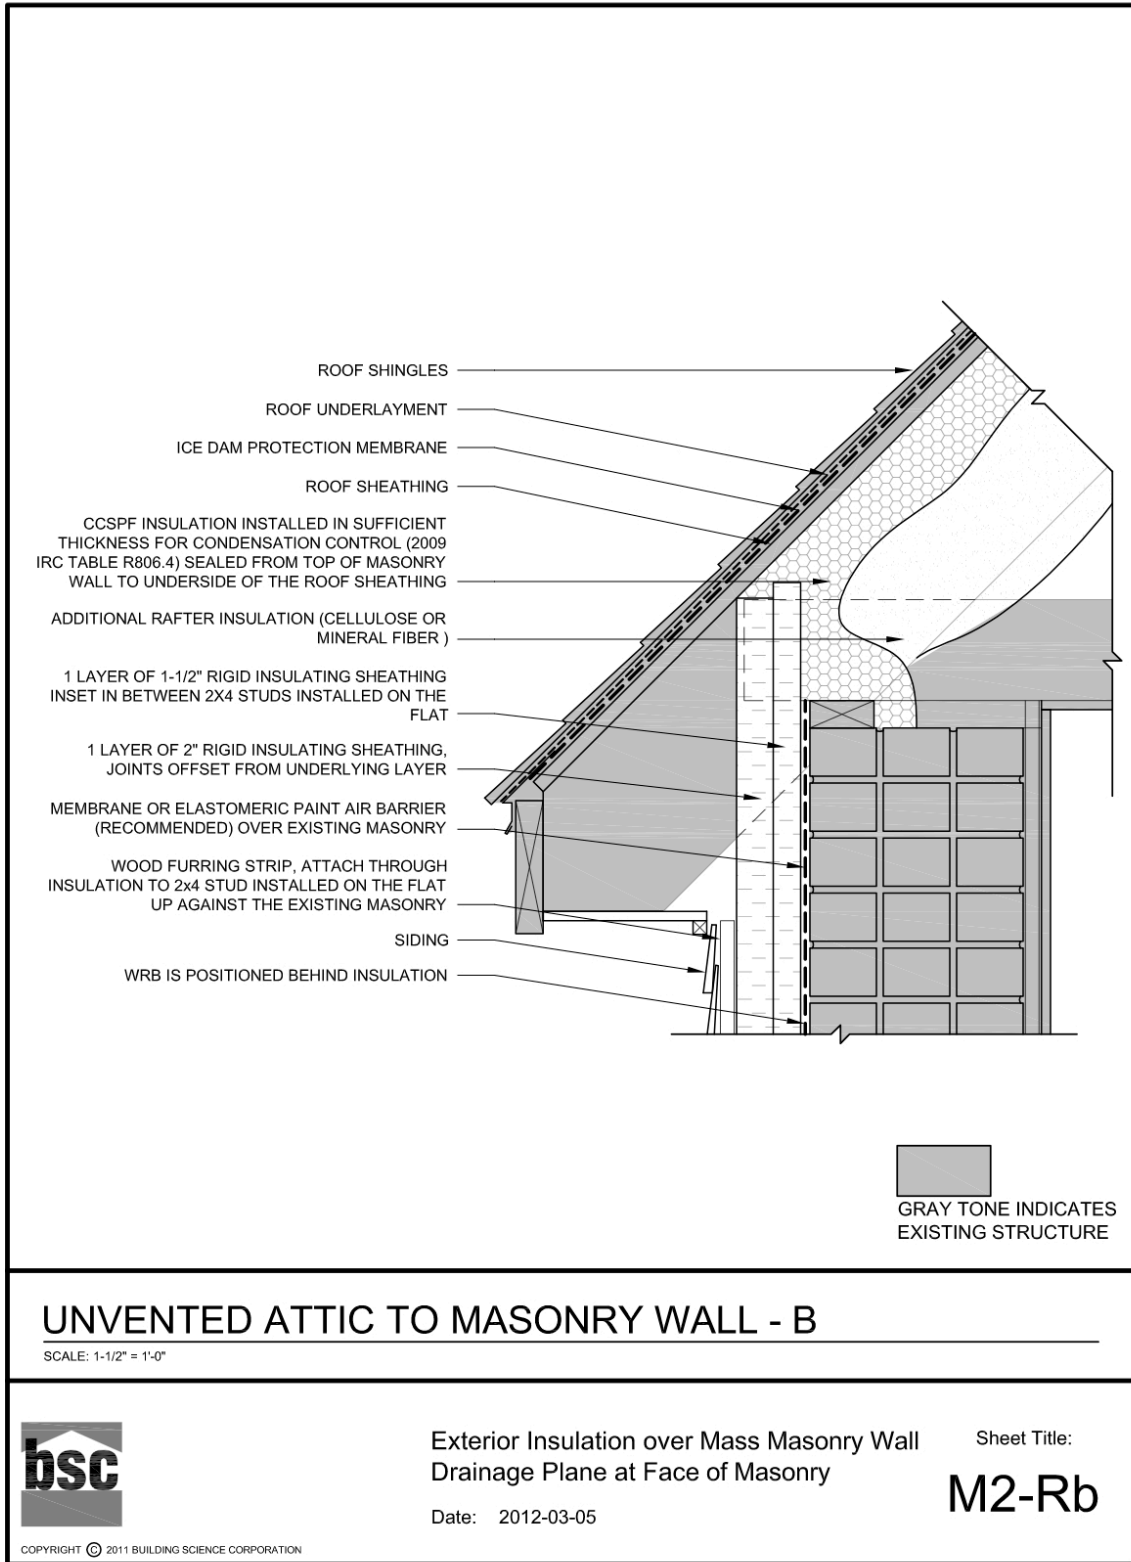 ROOF SHINGLES
ROOF UNDERLAYMENT
ICE DAM PROTECTION MEMBRANE
ROOF SHEATHING
CCSPF INSULATION INSTALLED IN SUFFICIENT
THICKNESS FOR CONDENSATION CONTROL (2009
IRC TABLE R806.4) SEALED FROM TOP OF MASONRY
WALL TO UNDERSIDE OF THE ROOF SHEATHING
ADDITIONAL RAFTER INSULATION (CELLULOSE OR
MINERAL FIBER )
1 LAYER OF 1-1/2" RIGID INSULATING SHEATHING
INSET IN BETWEEN 2X4 STUDS INSTALLED ON THE
FLAT
1 LAYER OF 2" RIGID INSULATING SHEATHING,
JOINTS OFFSET FROM UNDERLYING LAYER
MEMBRANE OR ELASTOMERIC PAINT AIR BARRIER
(RECOMMENDED) OVER EXISTING MASONRY
WOOD FURRING STRIP, ATTACH THROUGH
INSULATION TO 2x4 STUD INSTALLED ON THE FLAT
UP AGAINST THE EXISTING MASONRY
SIDING
WRB IS POSITIONED BEHIND INSULATION
GRAY TONE INDICATES
EXISTING STRUCTURE
UNVENTED ATTIC TO MASONRY WALL - B
SCALE: 1-1/2" = 1'-0"
bsc
Exterior Insulation over Mass Masonry Wall
Drainage Plane at Face of Masonry
Date: 2012-03-05
Sheet Title:
M2-Rb
COPYRIGHT © 2011 BUILDING SCIENCE CORPORATION